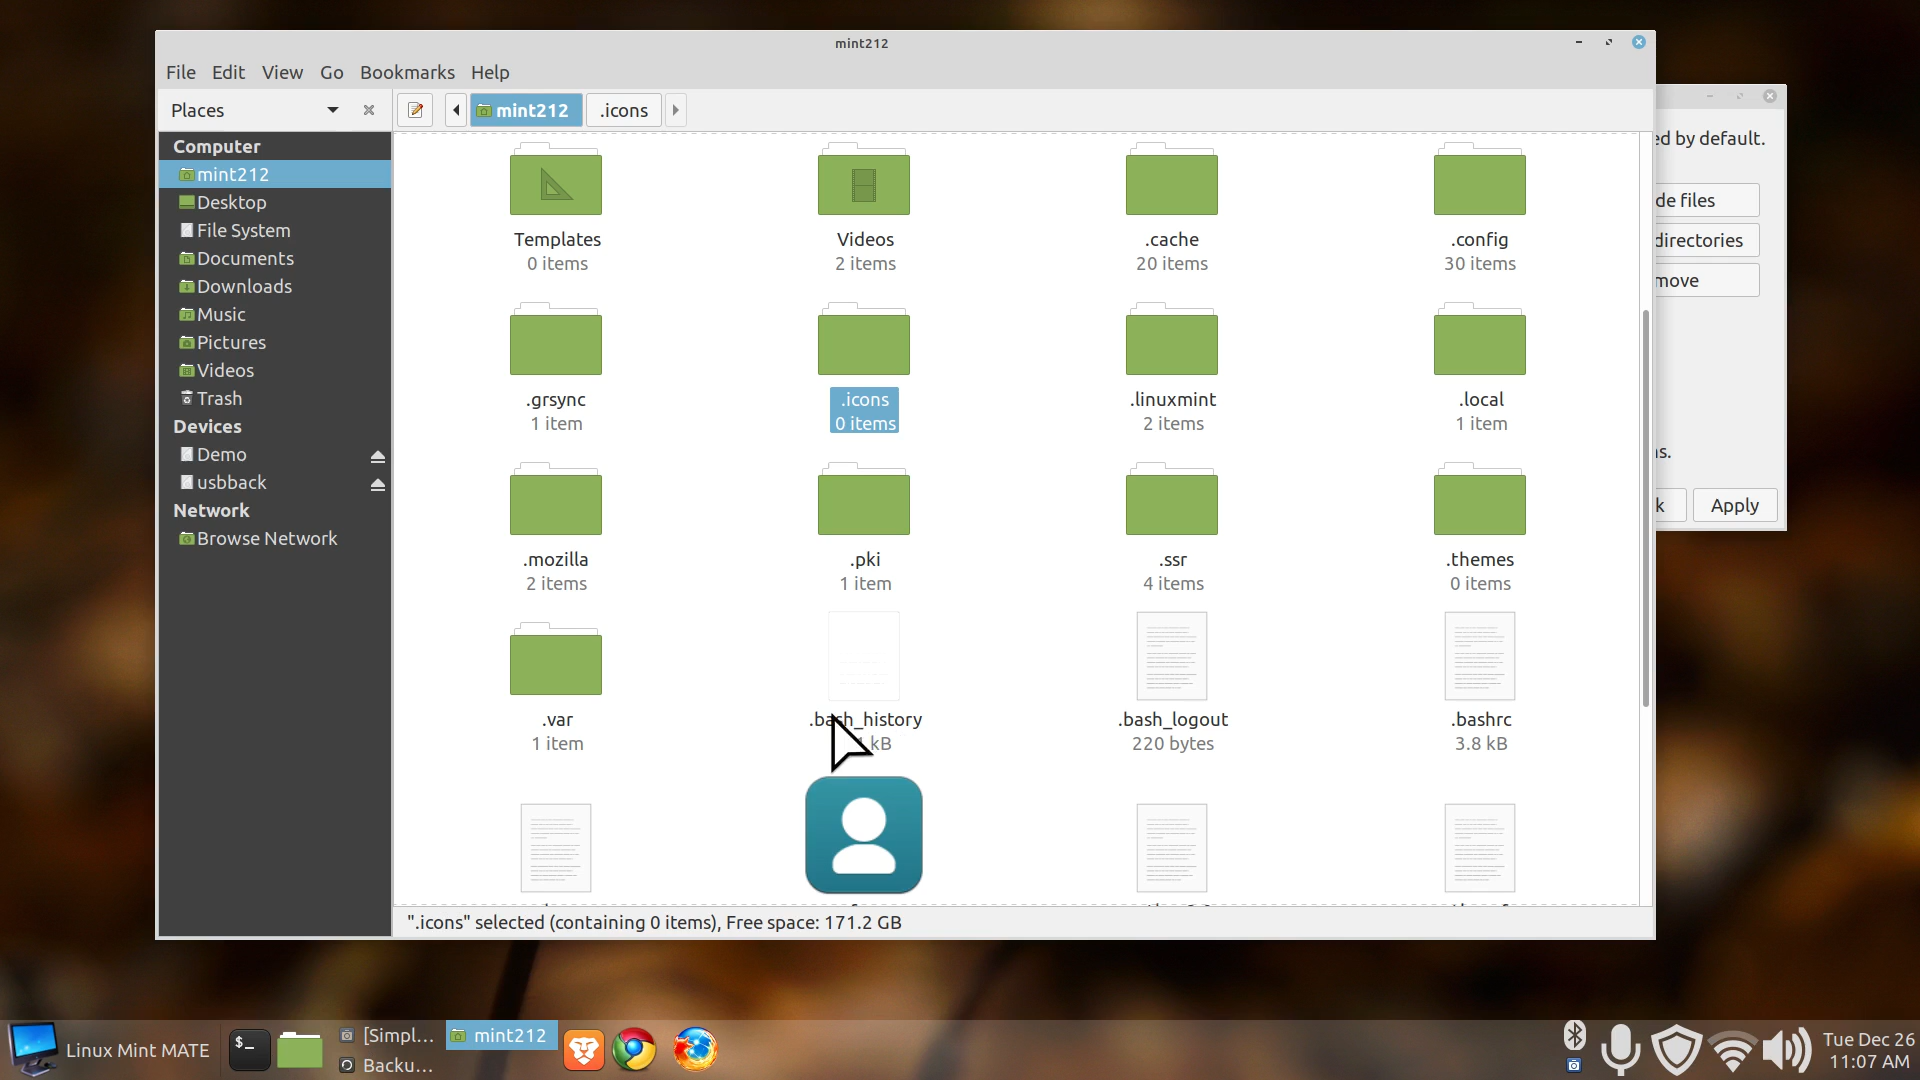 mint212
File Edit View Go Bookmarks Help
Places
mint212
.icons
Computer
mint212
Desktop
File System
Documents
Downloads
Music
Pictures
Videos
Trash
Devices
Demo
usbback
Network
Browse Network
Templates
0 items
Videos
2 items
.cache
20 items
.config
30 items
.grsync
1 item
.icons
0 items
.linuxmint
2 items
.local
1 item
.mozilla
2 items
.pki
1 item
.ssr
4 items
.themes
0 items
.var
1 item
.bash_history
kB
.bash_logout
220 bytes
.bashrc
3.8 kB
".icons" selected (containing 0 items), Free space: 171.2 GB
ed by default.
de files
directories
move
ns.
k
Apply
Linux Mint MATE
$_
[Simpl...
Backu...
mint212
Tue Dec 26
11:07 AM